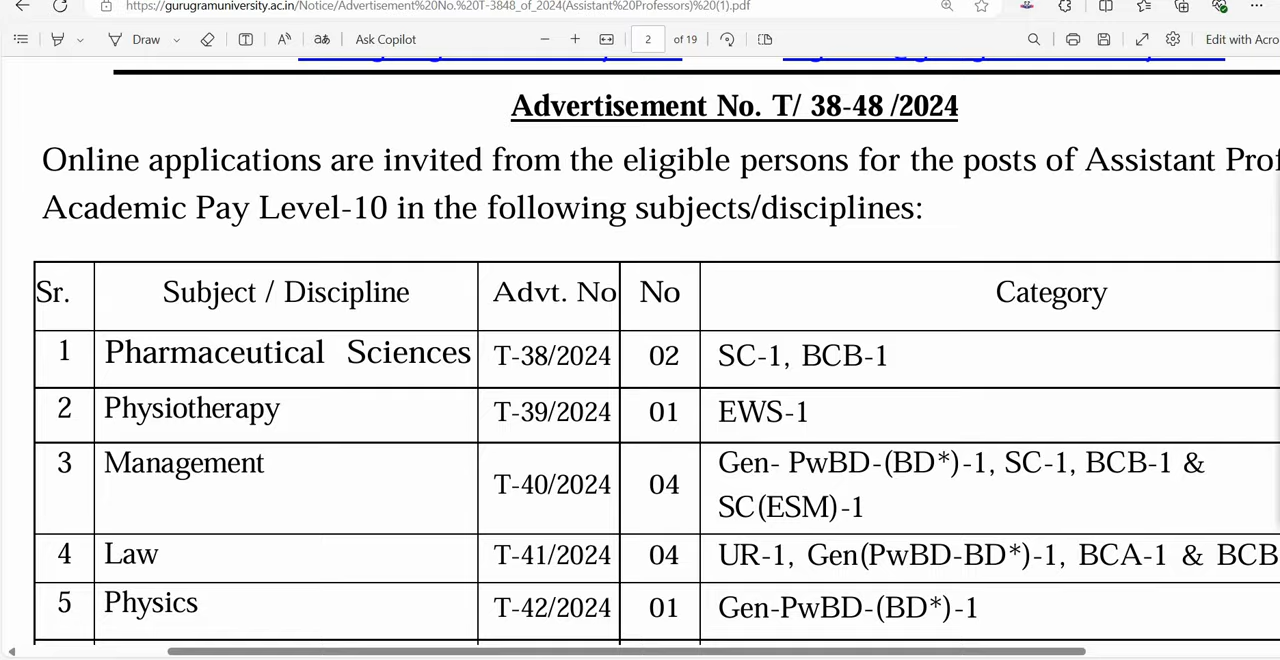 https://gurugramuniversity.ac.in/Notice/Advertisement%20No.%20T-3848_of_2024(Assistant%20Professors)%20(1).pdf
Draw Ask Copilot 2 of 19 Edit with Acro
Advertisement No. T/ 38-48 /2024
Online applications are invited from the eligible persons for the posts of Assistant Prof
Academic Pay Level-10 in the following subjects/disciplines:
Sr. Subject / Discipline Advt. No No Category
1 Pharmaceutical Sciences T-38/2024 02 SC-1, BCB-1
2 Physiotherapy T-39/2024 01 EWS-1
3 Management T-40/2024 04 Gen- PwBD-(BD*)-1, SC-1, BCB-1 &
SC(ESM)-1
4 Law T-41/2024 04 UR-1, Gen(PwBD-BD*)-1, BCA-1 & BCB
5 Physics T-42/2024 01 Gen-PwBD-(BD*)-1